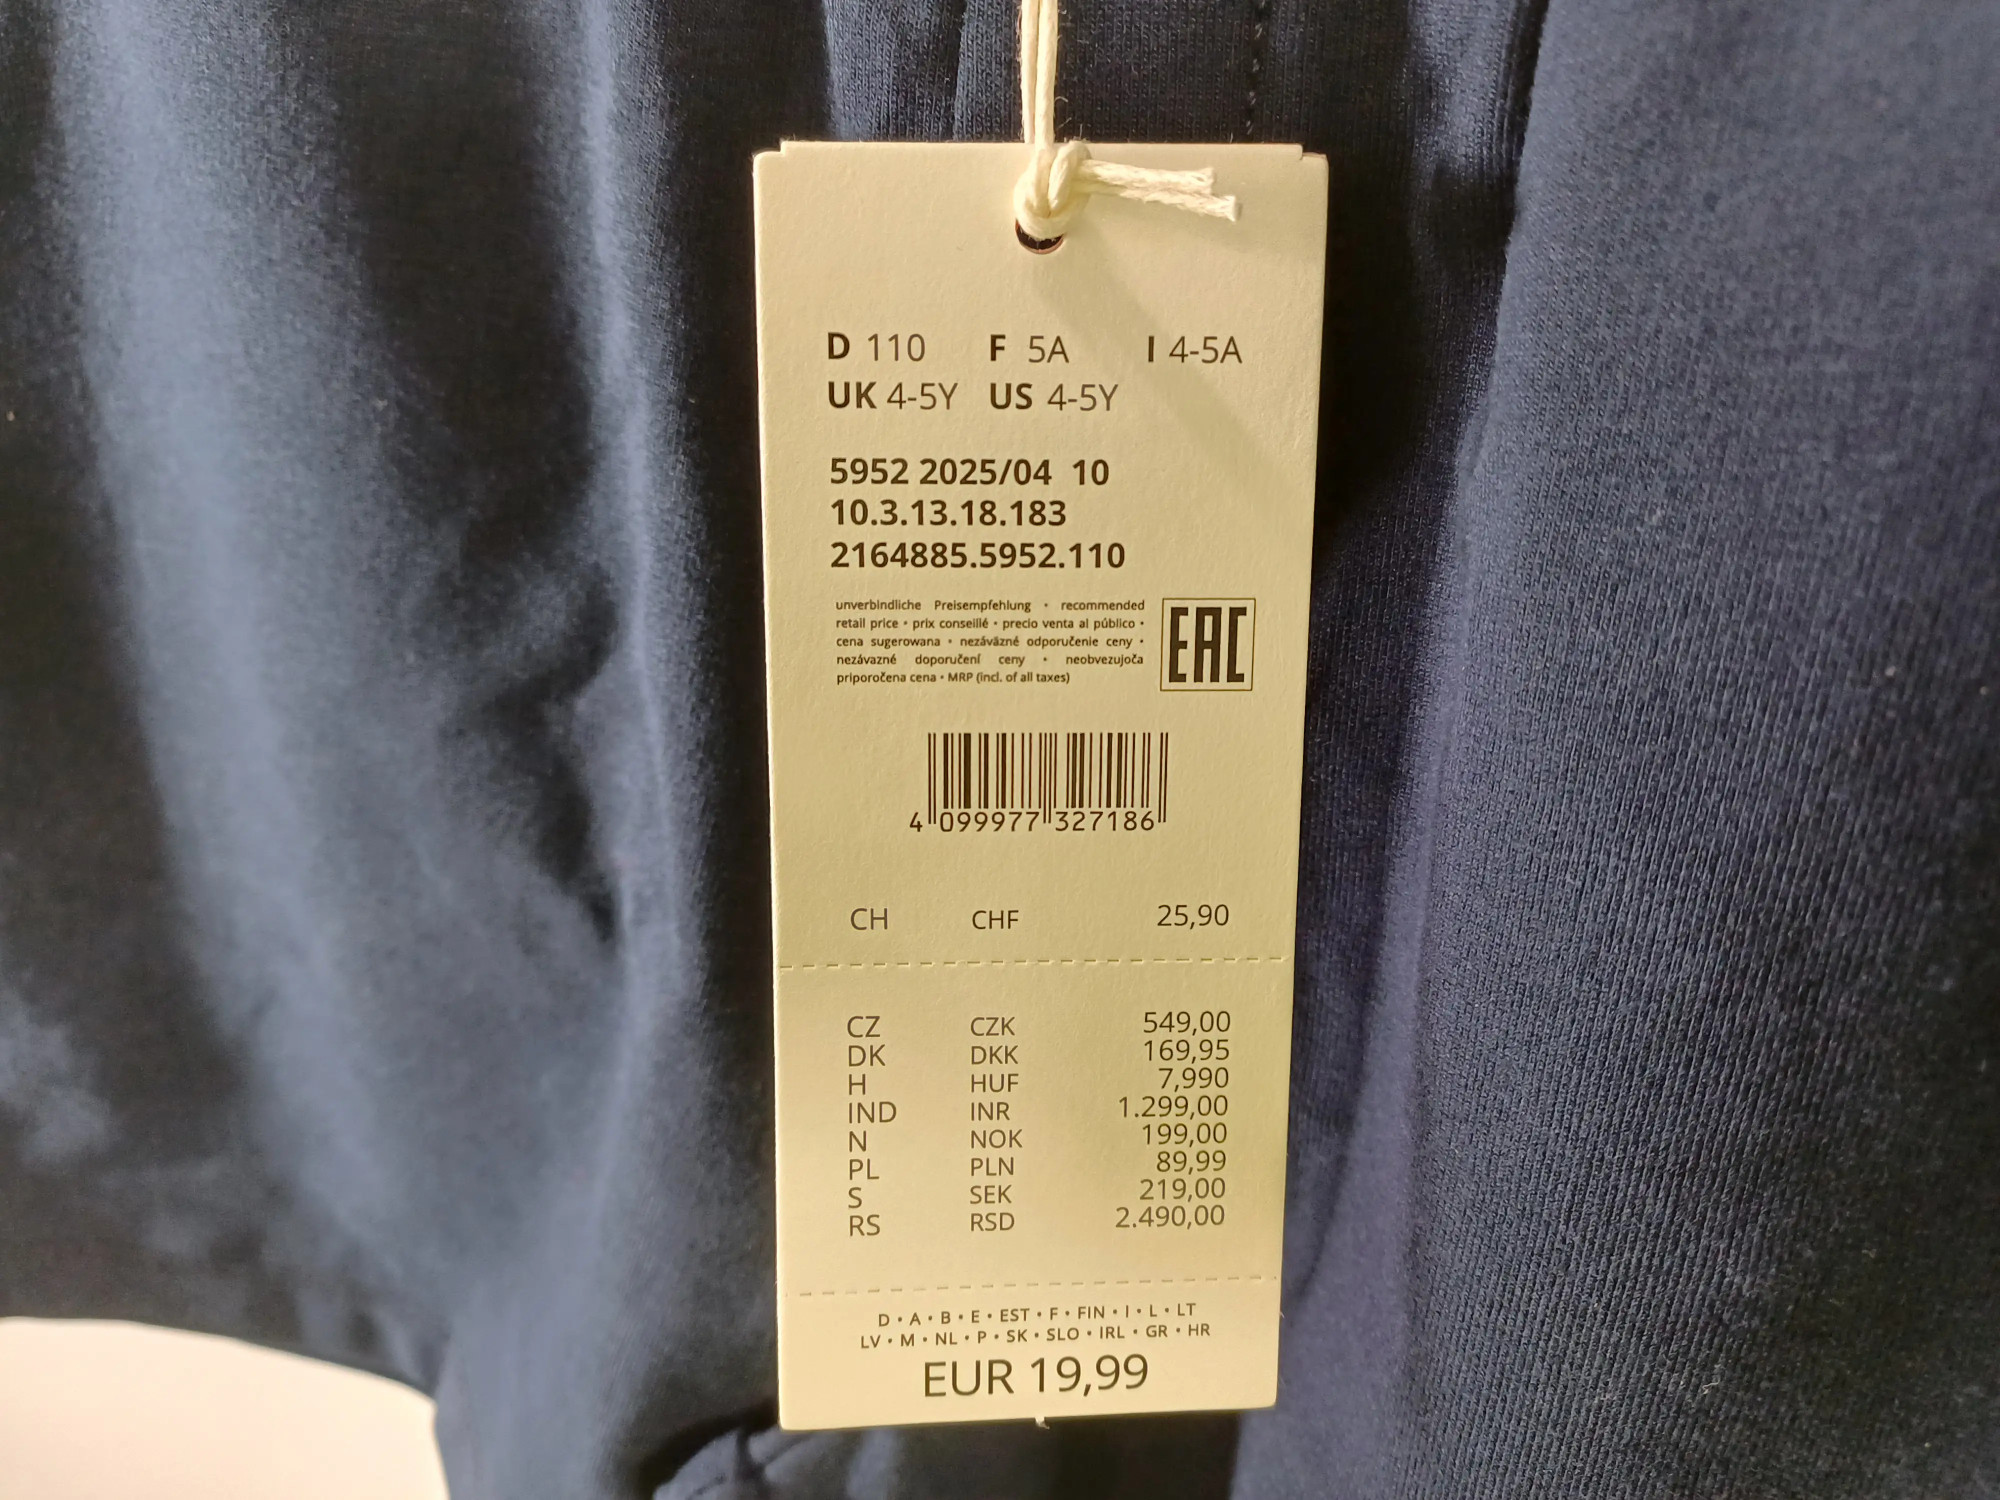 D 110 F 5A I 4-5A
UK 4-5Y US 4-5Y
5952 2025/04 10
10.3.13.18.183
2164885.5952.110
unverbindliche Preisempfehlung • recommended
retail price • prix conseillé • precio venta al público •
cena sugerowana • nezáväzné odporučenie ceny •
nezávazné doporučení ceny • neobvezujoča
priporočena cena • MRP (incl. of all taxes)
EAC
4 099977 327186
CH CHF 25,90
CZ CZK 549,00
DK DKK 169,95
H HUF 7,990
IND INR 1.299,00
N NOK 199,00
PL PLN 89,99
S SEK 219,00
RS RSD 2.490,00
D • A • B • E • EST • F • FIN • I • L • LT
LV • M • NL • P • SK • SLO • IRL • GR • HR
EUR 19,99